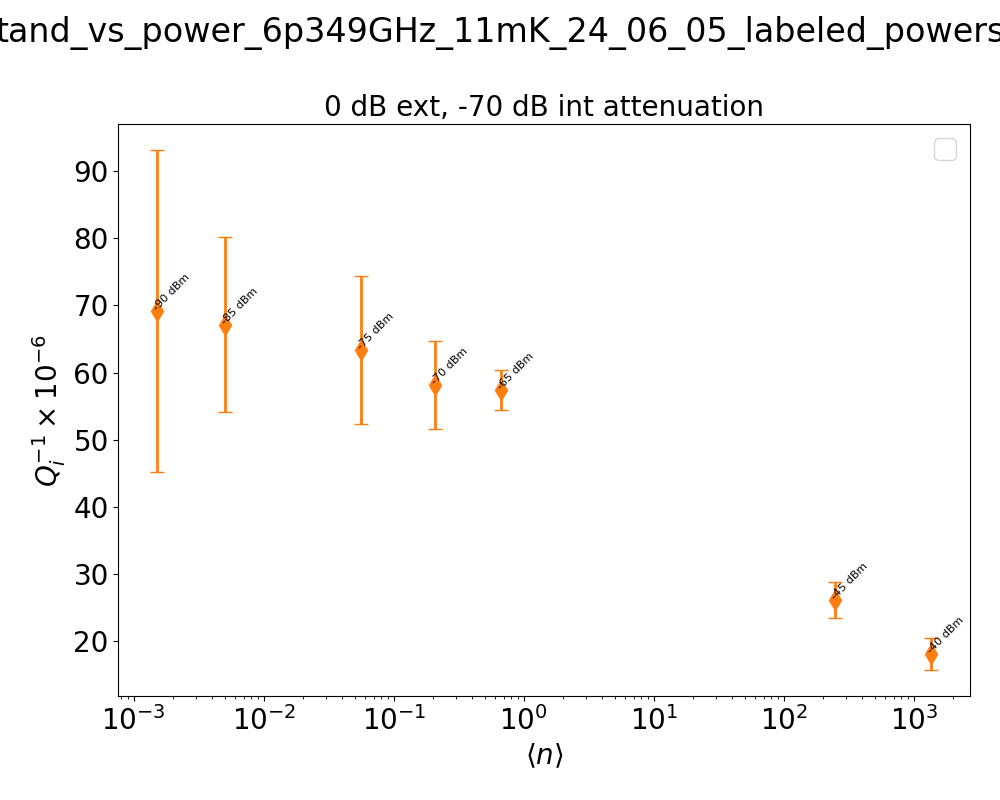 tand_vs_power_6p349GHz_11mK_24_06_05_labeled_powers
0 dB ext, -70 dB int attenuation
90
80
70
60
50
40
30
20
Q_i^{-1} × 10^{-6}
-90 dBm
-85 dBm
-75 dBm
-70 dBm
-65 dBm
-45 dBm
-40 dBm
10^{-3} 10^{-2} 10^{-1} 10^{0} 10^{1} 10^{2} 10^{3}
⟨n⟩